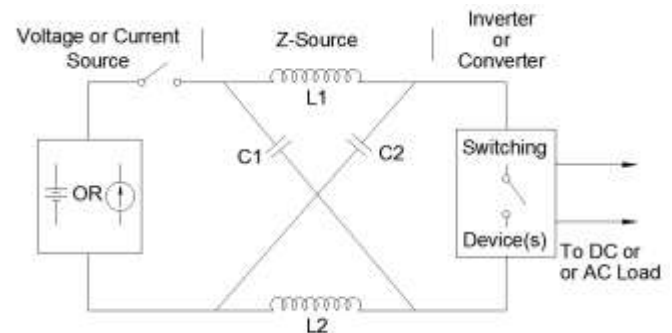 Voltage or Current
Source
Z-Source
Inverter
or
Converter
L1
C1
C2
OR
Switching
Device(s)
To DC or
or AC Load
L2